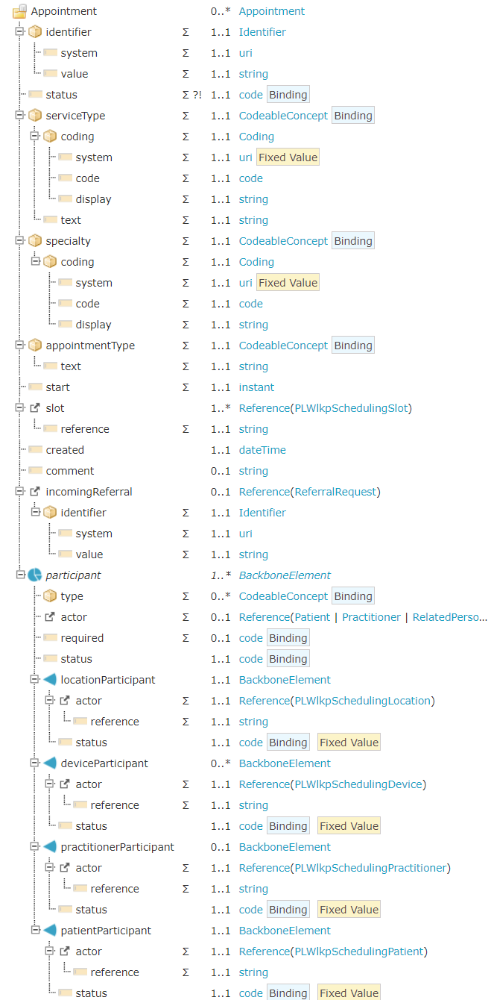 Appointment 0..* Appointment
identifier Σ 1..1 Identifier
system Σ 1..1 uri
value Σ 1..1 string
status Σ ?! 1..1 code Binding
serviceType Σ 1..1 CodeableConcept Binding
coding Σ 1..1 Coding
system Σ 1..1 uri Fixed Value
code Σ 1..1 code
display Σ 1..1 string
text Σ 1..1 string
specialty Σ 1..1 CodeableConcept Binding
coding Σ 1..1 Coding
system Σ 1..1 uri Fixed Value
code Σ 1..1 code
display Σ 1..1 string
appointmentType Σ 1..1 CodeableConcept Binding
text Σ 1..1 string
start Σ 1..1 instant
slot 1..* Reference(PLWlkpSchedulingSlot)
reference Σ 1..1 string
created 1..1 dateTime
comment 0..1 string
incomingReferral 0..1 Reference(ReferralRequest)
identifier Σ 1..1 Identifier
system Σ 1..1 uri
value Σ 1..1 string
participant 1..* BackboneElement
type Σ 0..* CodeableConcept Binding
actor Σ 0..1 Reference(Patient | Practitioner | RelatedPerso...
required Σ 0..1 code Binding
status 1..1 code Binding
locationParticipant 1..1 BackboneElement
actor Σ 1..1 Reference(PLWlkpSchedulingLocation)
reference Σ 1..1 string
status 1..1 code Binding Fixed Value
deviceParticipant 0..* BackboneElement
actor Σ 1..1 Reference(PLWlkpSchedulingDevice)
reference Σ 1..1 string
status 1..1 code Binding Fixed Value
practitionerParticipant 0..1 BackboneElement
actor Σ 1..1 Reference(PLWlkpSchedulingPractitioner)
reference Σ 1..1 string
status 1..1 code Binding Fixed Value
patientParticipant 1..1 BackboneElement
actor Σ 1..1 Reference(PLWlkpSchedulingPatient)
reference Σ 1..1 string
status 1..1 code Binding Fixed Value